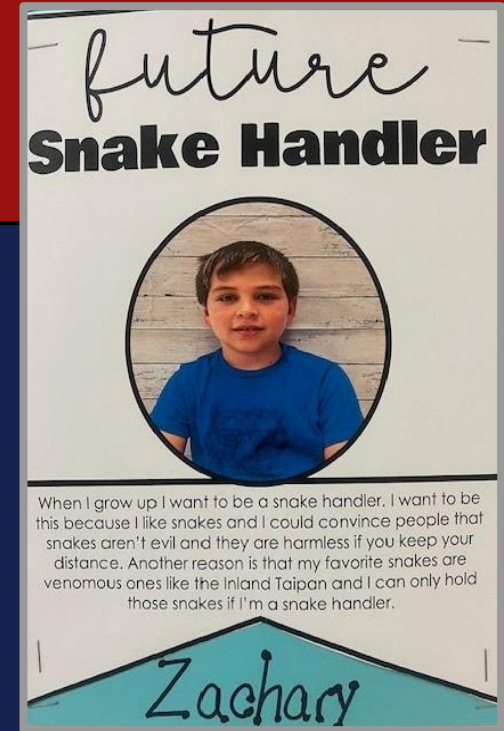 future
Snake Handler
When I grow up I want to be a snake handler. I want to be
this because I like snakes and I could convince people that
snakes aren't evil and they are harmless if you keep your
distance. Another reason is that my favorite snakes are
venomous ones like the Inland Taipan and I can only hold
those snakes if I'm a snake handler.
Zachary